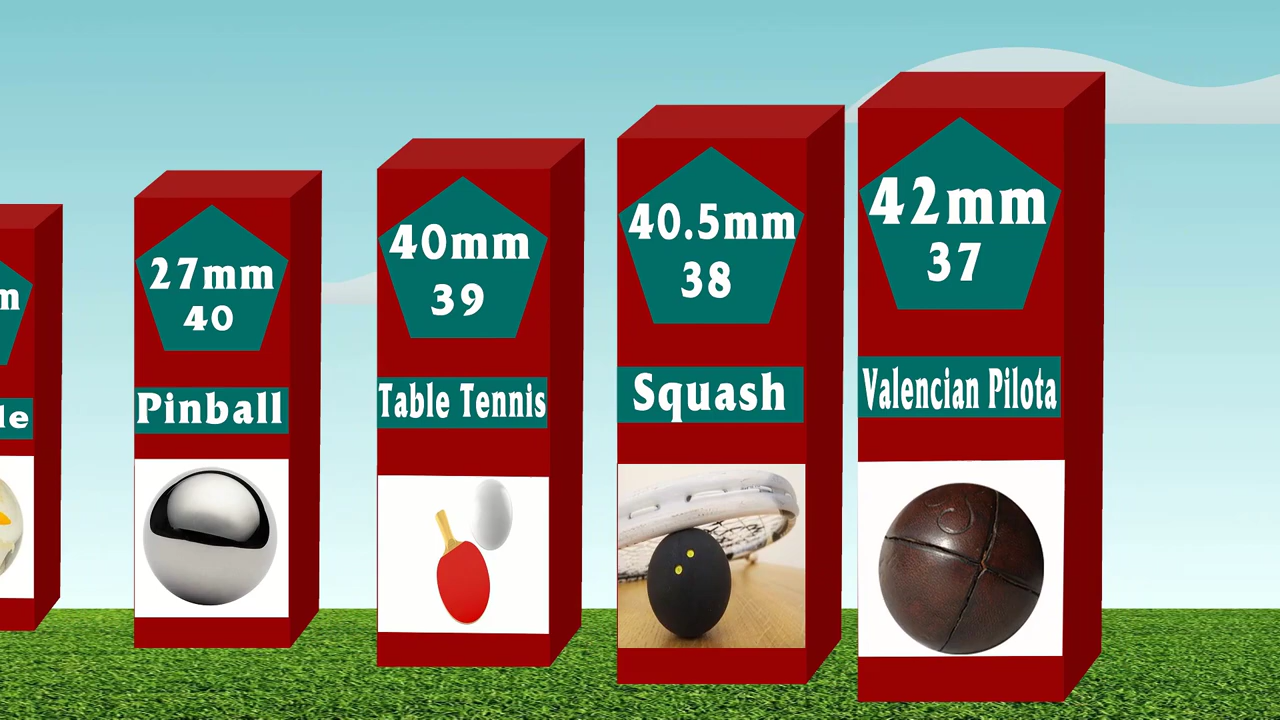 27mm
40
Pinball
40mm
39
Table Tennis
40.5mm
38
Squash
42mm
37
Valencian Pilota